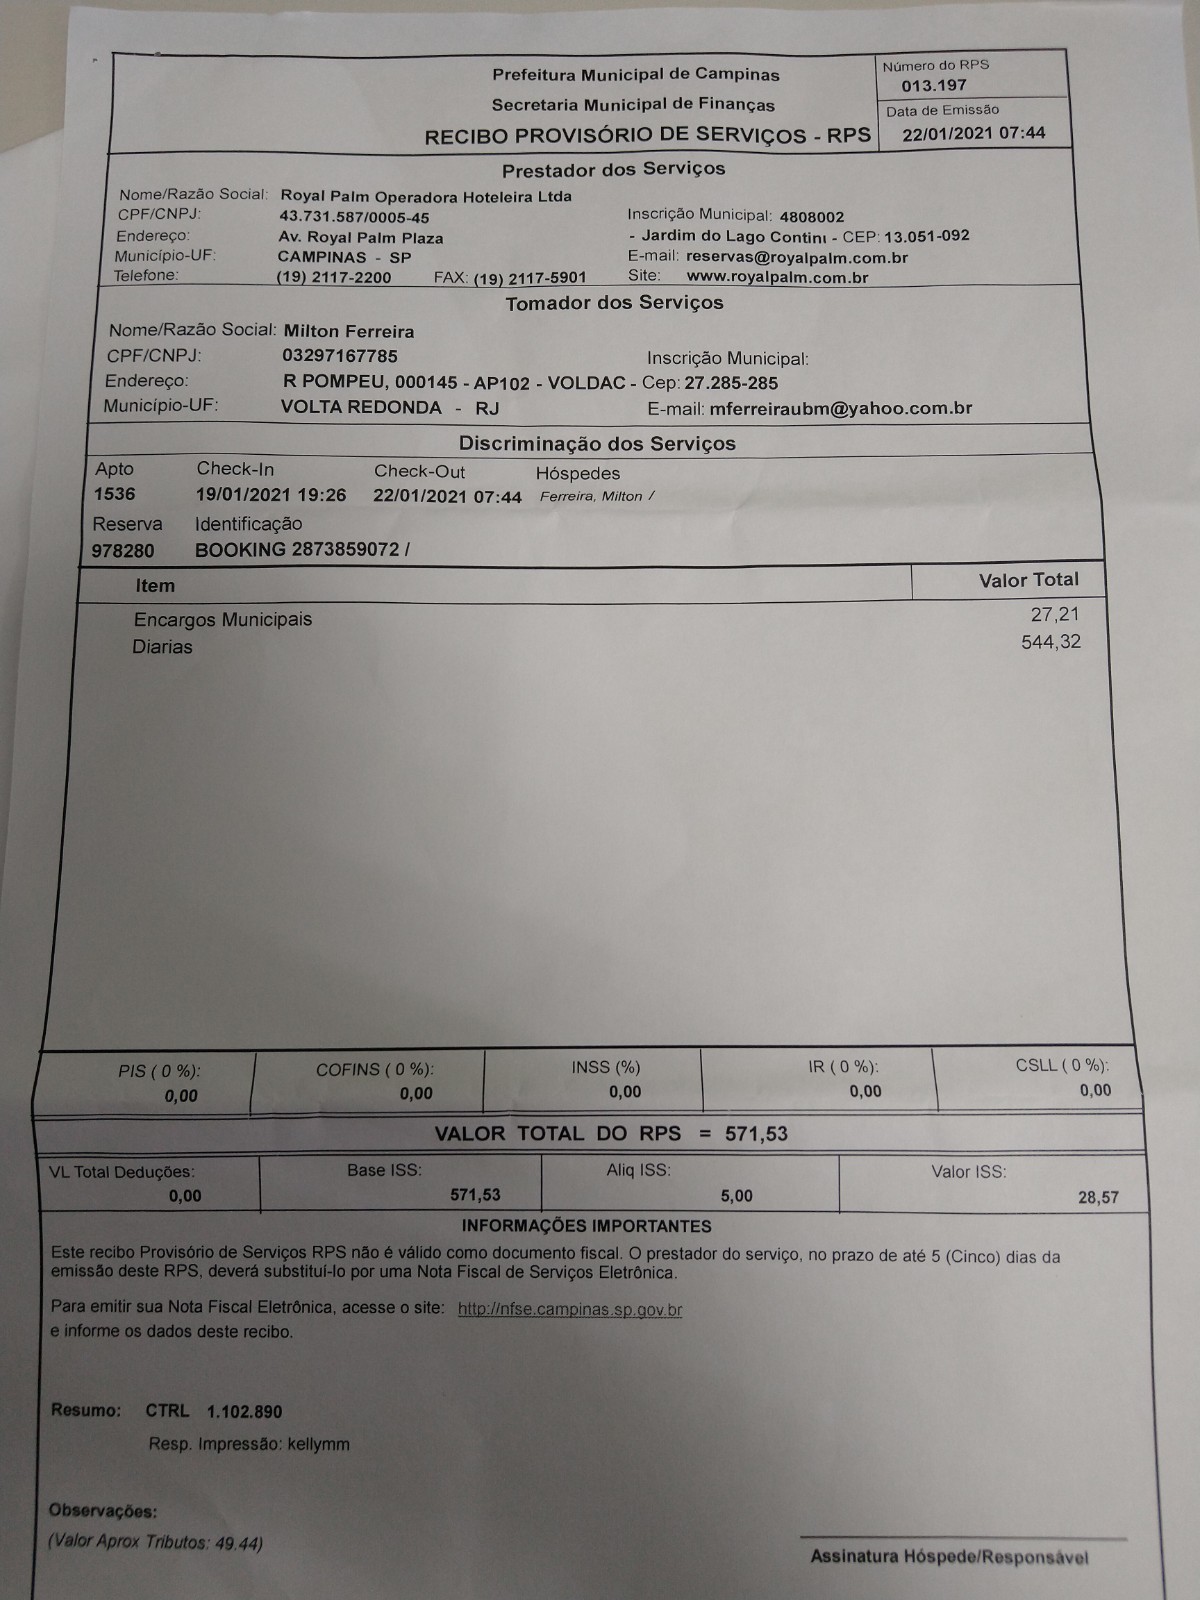 Prefeitura Municipal de Campinas
Secretaria Municipal de Finanças
RECIBO PROVISÓRIO DE SERVIÇOS - RPS
Número do RPS
013.197
Data de Emissão
22/01/2021 07:44
Prestador dos Serviços
Nome/Razão Social: Royal Palm Operadora Hoteleira Ltda
CPF/CNPJ: 43.731.587/0005-45 Inscrição Municipal: 4808002
Endereço: Av. Royal Palm Plaza - Jardim do Lago Contini - CEP: 13.051-092
Município-UF: CAMPINAS - SP E-mail: reservas@royalpalm.com.br
Telefone: (19) 2117-2200 FAX: (19) 2117-5901 Site: www.royalpalm.com.br
Tomador dos Serviços
Nome/Razão Social: Milton Ferreira
CPF/CNPJ: 03297167785 Inscrição Municipal:
Endereço: R POMPEU, 000145 - AP102 - VOLDAC - Cep: 27.285-285
Município-UF: VOLTA REDONDA - RJ E-mail: mferreiraubm@yahoo.com.br
Discriminação dos Serviços
Apto Check-In Check-Out Hóspedes
1536 19/01/2021 19:26 22/01/2021 07:44 Ferreira, Milton /
Reserva Identificação
978280 BOOKING 2873859072 /
Item Valor Total
Encargos Municipais 27,21
Diarias 544,32
PIS ( 0 %): COFINS ( 0 %): INSS (%) IR ( 0 %): CSLL ( 0 %):
0,00 0,00 0,00 0,00 0,00
VALOR TOTAL DO RPS = 571,53
VL Total Deduções: Base ISS: Aliq ISS: Valor ISS:
0,00 571,53 5,00 28,57
INFORMAÇÕES IMPORTANTES
Este recibo Provisório de Serviços RPS não é válido como documento fiscal. O prestador do serviço, no prazo de até 5 (Cinco) dias da
emissão deste RPS, deverá substituí-lo por uma Nota Fiscal de Serviços Eletrônica.
Para emitir sua Nota Fiscal Eletrônica, acesse o site: http://nfse.campinas.sp.gov.br
e informe os dados deste recibo.
Resumo: CTRL 1.102.890
Resp. Impressão: kellymm
Observações:
(Valor Aprox Tributos: 49.44)
Assinatura Hóspede/Responsável